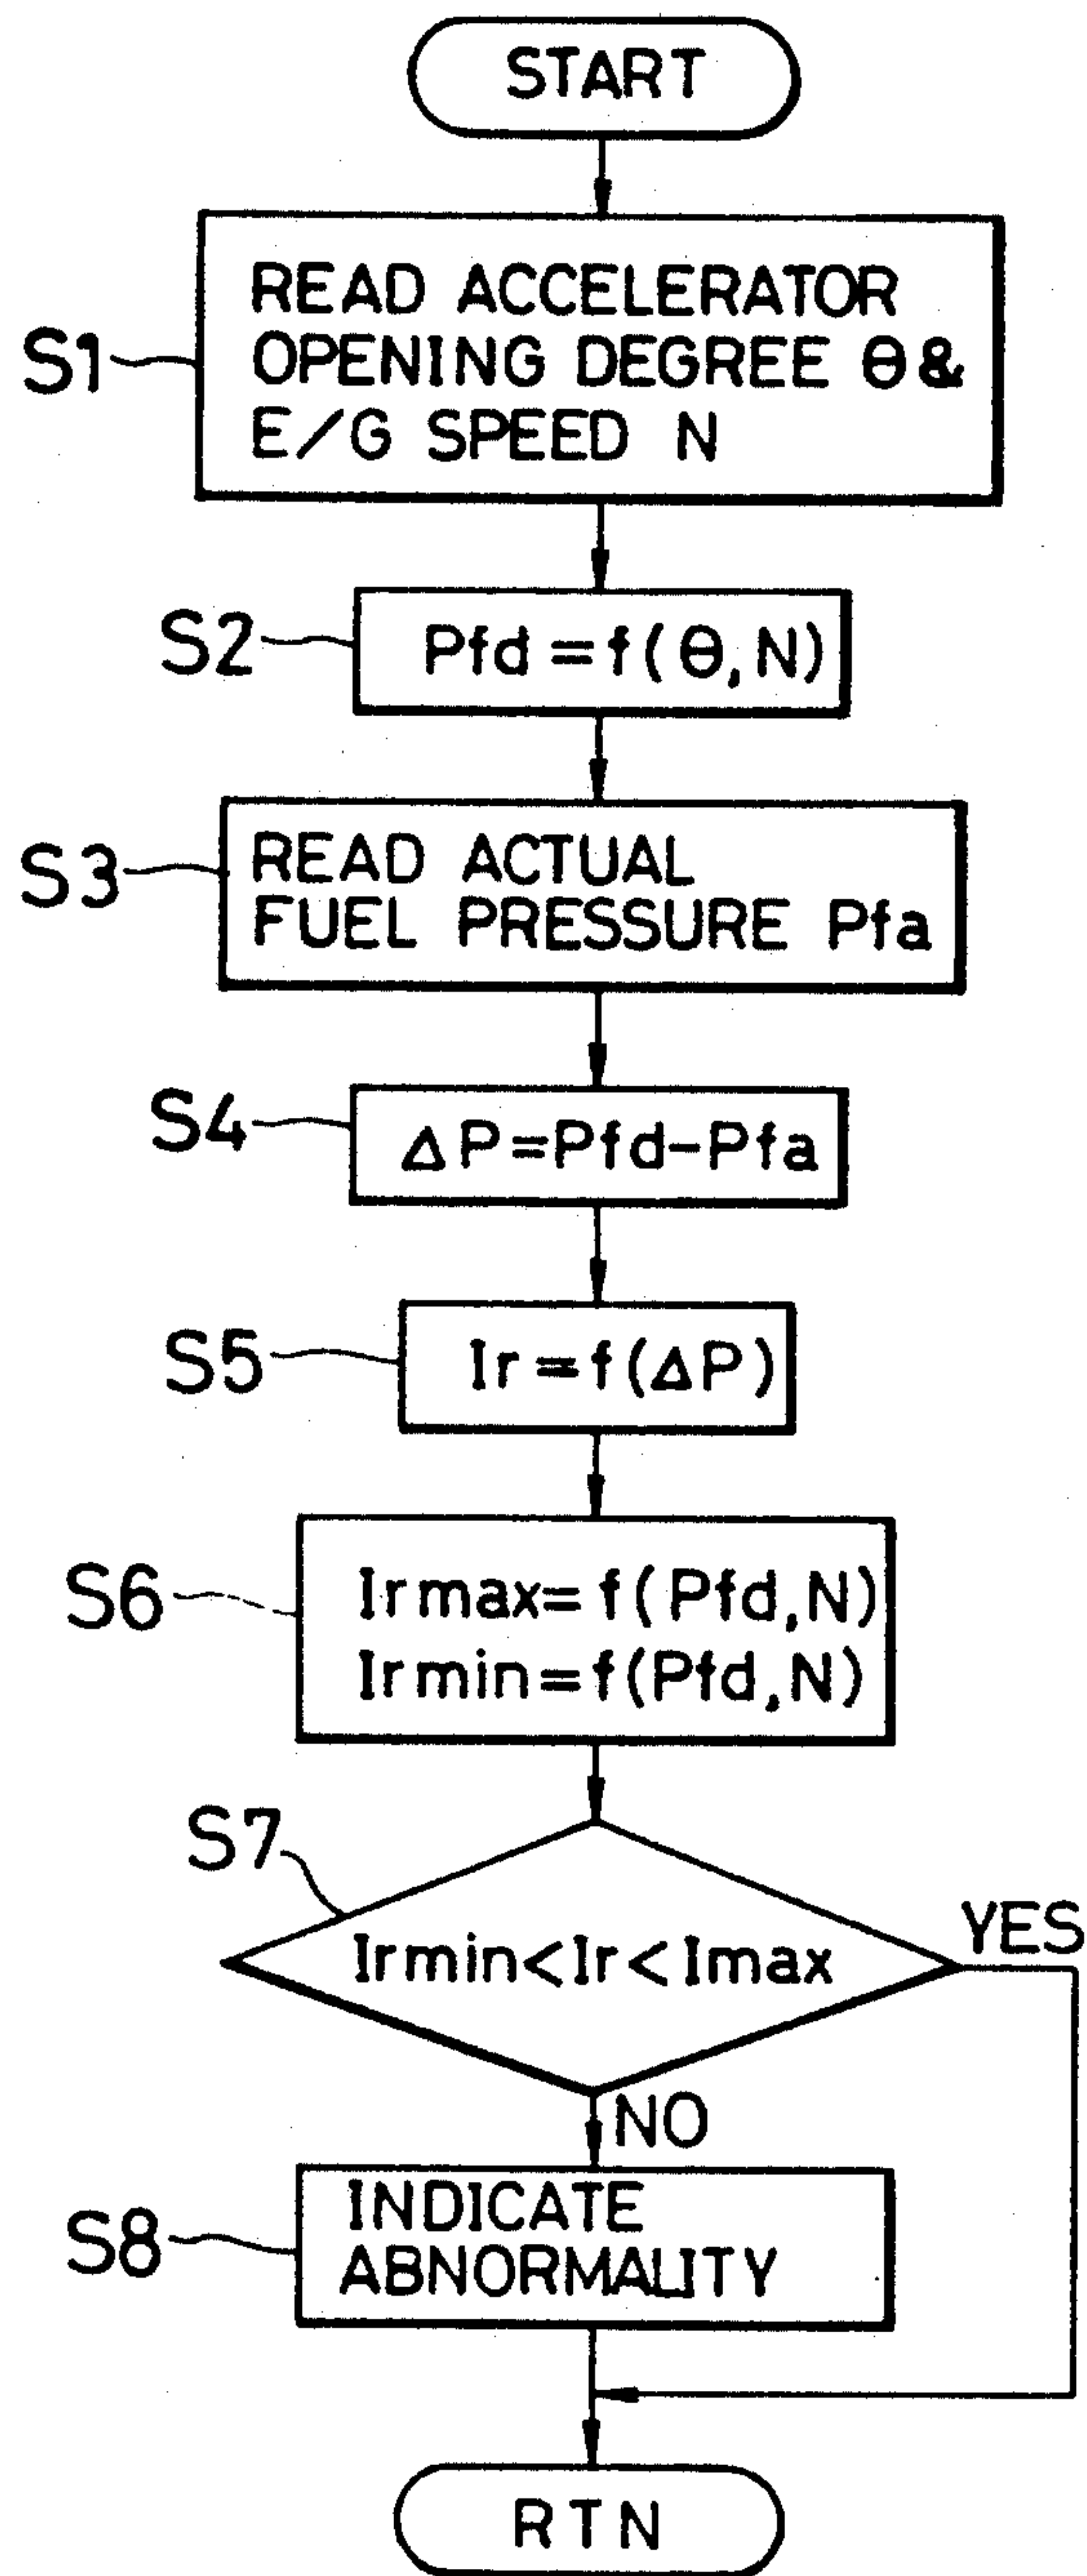 START
S1
READ ACCELERATOR
OPENING DEGREE θ&
E/G SPEED N
S2
Pfd=f(θ,N)
S3
READ ACTUAL
FUEL PRESSURE Pfa
S4
ΔP=Pfd-Pfa
S5
Ir=f(ΔP)
S6
Irmax=f(Pfd,N)
Irmin=f(Pfd,N)
S7
Irmin<Ir<Imax
YES
NO
S8
INDICATE
ABNORMALITY
RTN